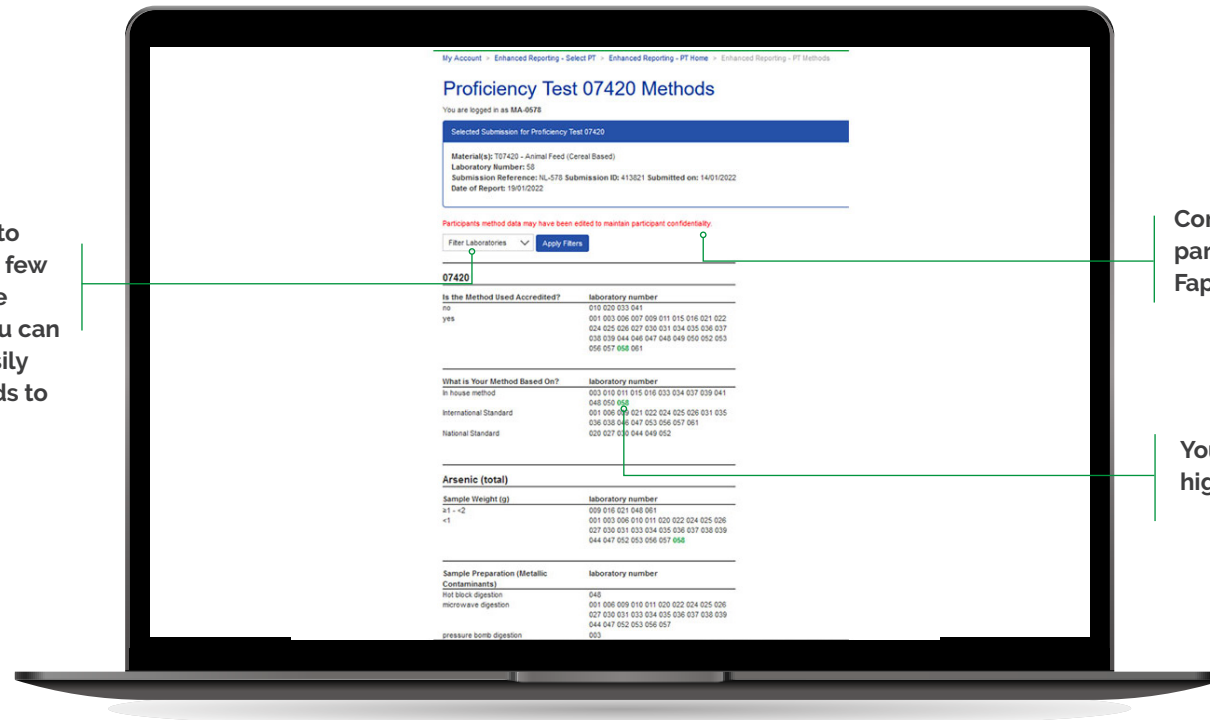 My Account > Enhanced Reporting - Select PT > Enhanced Reporting - PT Home > Enhanced Reporting - PT Methods
Proficiency Test 07420 Methods
You are logged in as MA-0578
Selected Submission for Proficiency Test 07420
Material(s): T07420 - Animal Feed (Cereal Based)
Laboratory Number: 58
Submission Reference: NL-578 Submission ID: 413821 Submitted on: 14/01/2022
Date of Report: 19/01/2022
Participants method data may have been edited to maintain participant confidentiality.
Filter Laboratories Apply Filters
07420
Is the Method Used Accredited? laboratory number
no 010 020 033 041
yes 001 003 006 007 009 011 015 016 021 022
024 025 026 027 030 031 034 035 036 037
038 039 044 046 047 048 049 050 052 053
056 057 058 061
What is Your Method Based On? laboratory number
In house method 003 010 011 015 016 033 034 037 039 041
048 050 058
International Standard 001 006 009 021 022 024 025 026 031 035
036 038 046 047 053 056 057 061
National Standard 020 027 030 044 049 052
Arsenic (total)
Sample Weight (g) laboratory number
≥1 - <2 009 016 021 048 061
<1 001 003 006 010 011 020 022 024 025 026
027 030 031 033 034 035 036 037 038 039
044 047 052 053 056 057 058
Sample Preparation (Metallic laboratory number
Contaminants)
Hot block digestion 048
microwave digestion 001 006 009 010 011 020 022 024 025 026
027 030 031 033 034 035 036 037 038 039
044 047 052 053 056 057
pressure bomb digestion 003
to
few
e
u can
sily
ds to
Con
par
Fap
You
hig